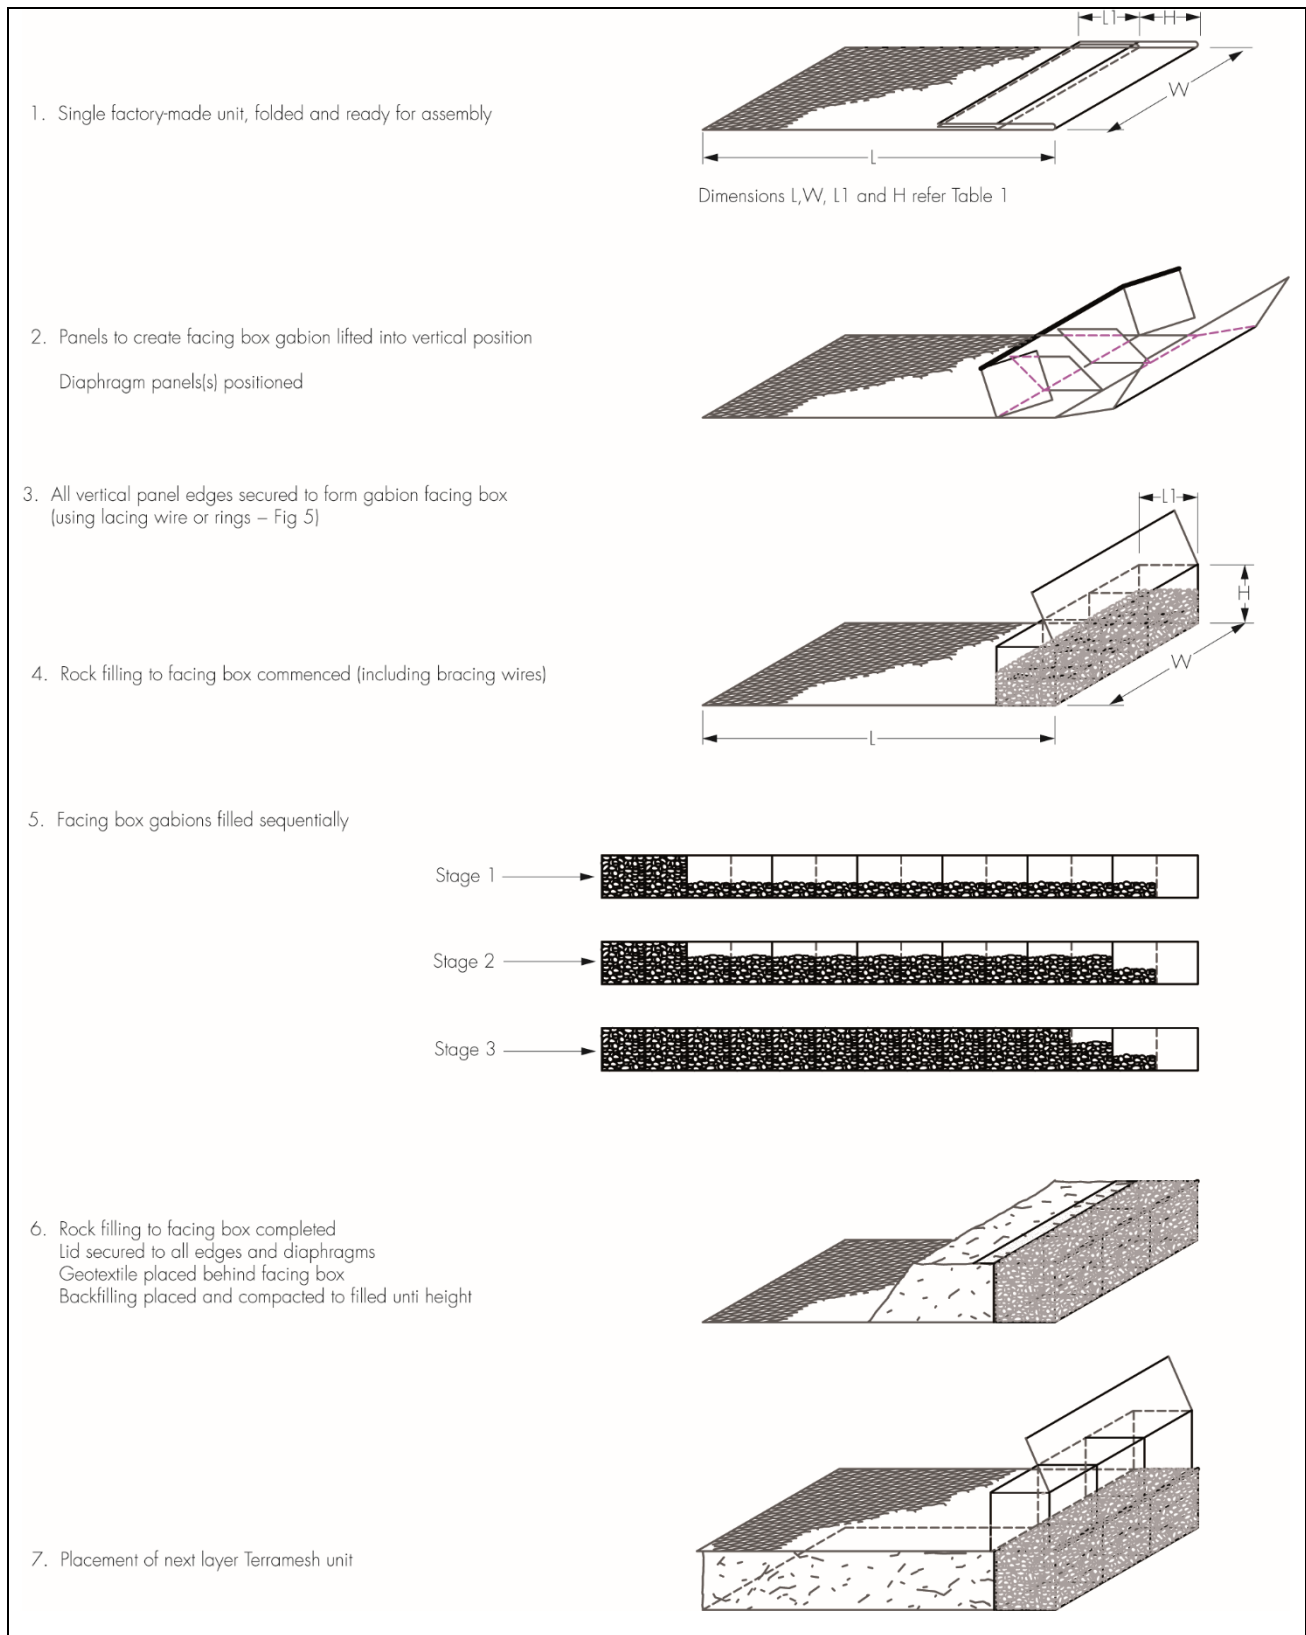 L1
H
W
1. Single factory-made unit, folded and ready for assembly
L
Dimensions L,W, L1 and H refer Table 1
2. Panels to create facing box gabion lifted into vertical position
Diaphragm panels(s) positioned
3. All vertical panel edges secured to form gabion facing box
(using lacing wire or rings – Fig 5)
L1
H
W
4. Rock filling to facing box commenced (including bracing wires)
L
5. Facing box gabions filled sequentially
Stage 1
Stage 2
Stage 3
6. Rock filling to facing box completed
Lid secured to all edges and diaphragms
Geotextile placed behind facing box
Backfilling placed and compacted to filled unti height
7. Placement of next layer Terramesh unit